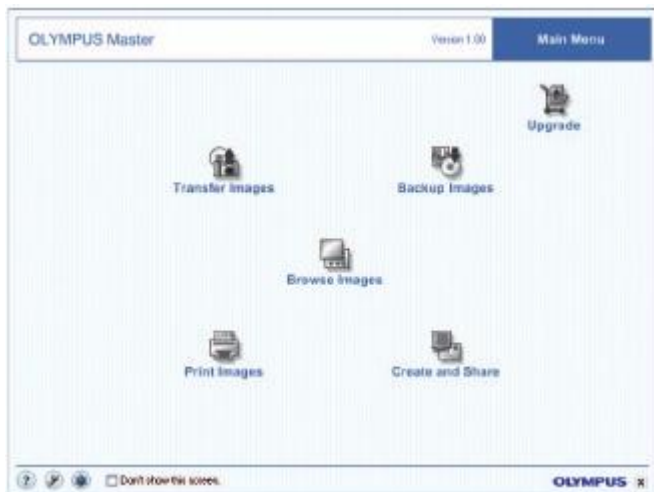 OLYMPUS Master
Version 1.00
Main Menu
Upgrade
Transfer Images
Backup Images
Browse Images
Print Images
Create and Share
? 
Don't show this screen.
OLYMPUS x